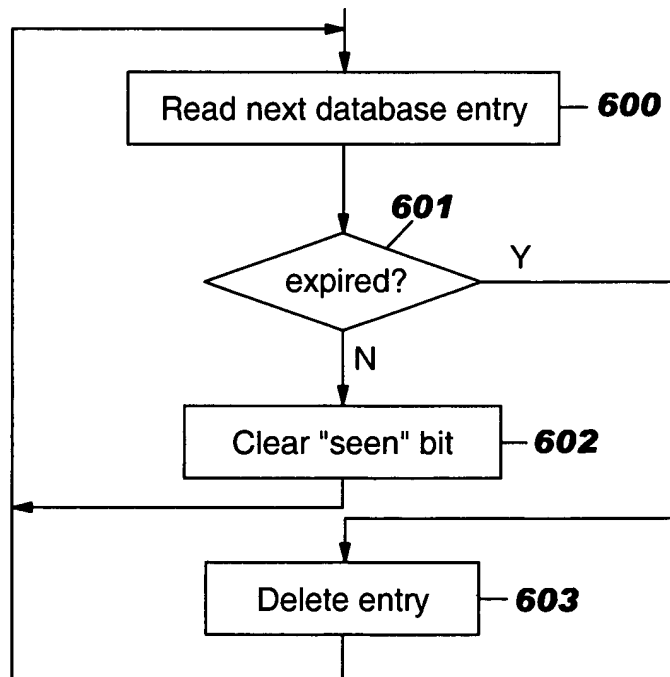 Read next database entry
600
601
expired?
Y
N
Clear "seen" bit
602
Delete entry
603